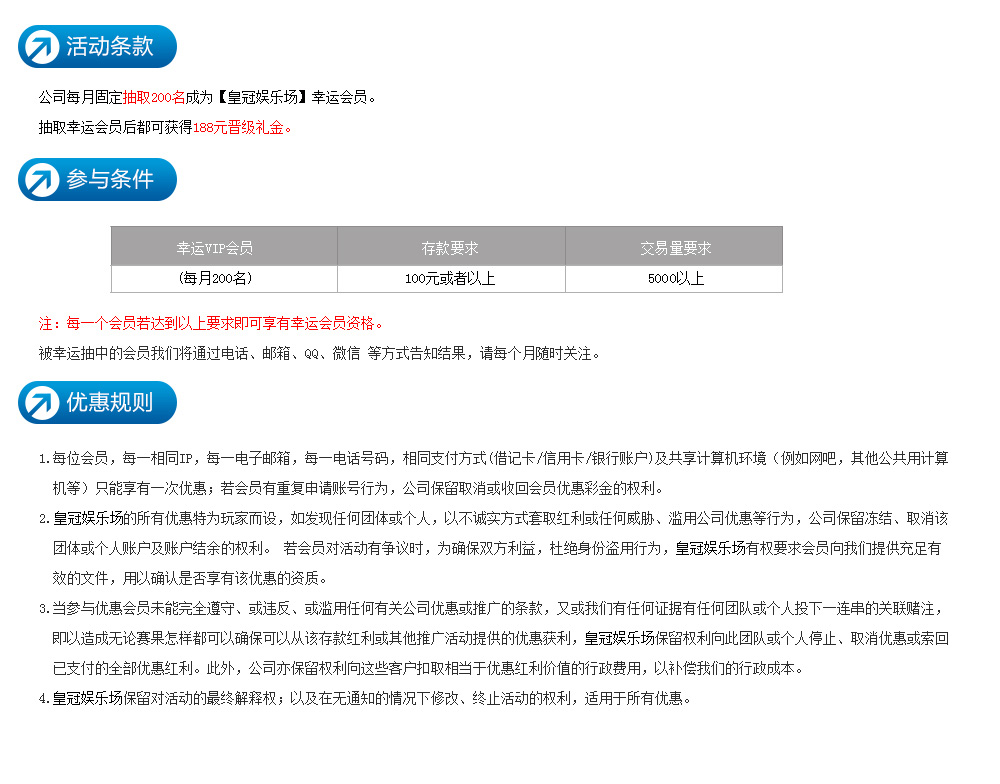 活动条款
公司每月固定抽取200名成为【皇冠娱乐场】幸运会员。
抽取幸运会员后都可获得188元晋级礼金。
参与条件
幸运VIP会员 存款要求 交易量要求
(每月200名) 100元或者以上 5000以上
注：每一个会员若达到以上要求即可享有幸运会员资格。
被幸运抽中的会员我们将通过电话、邮箱、QQ、微信 等方式告知结果，请每个月随时关注。
优惠规则
1.每位会员，每一相同IP，每一电子邮箱，每一电话号码，相同支付方式(借记卡/信用卡/银行账户)及共享计算机环境（例如网吧，其他公共用计算
机等）只能享有一次优惠；若会员有重复申请账号行为，公司保留取消或收回会员优惠彩金的权利。
2.皇冠娱乐场的所有优惠特为玩家而设，如发现任何团体或个人，以不诚实方式套取红利或任何威胁、滥用公司优惠等行为，公司保留冻结、取消该
团体或个人账户及账户结余的权利。 若会员对活动有争议时，为确保双方利益，杜绝身份盗用行为，皇冠娱乐场有权要求会员向我们提供充足有
效的文件，用以确认是否享有该优惠的资质。
3.当参与优惠会员未能完全遵守、或违反、或滥用任何有关公司优惠或推广的条款，又或我们有任何证据有任何团队或个人投下一连串的关联赌注，
即以造成无论赛果怎样都可以确保可以从该存款红利或其他推广活动提供的优惠获利，皇冠娱乐场保留权利向此团队或个人停止、取消优惠或索回
已支付的全部优惠红利。此外，公司亦保留权利向这些客户扣取相当于优惠红利价值的行政费用，以补偿我们的行政成本。
4.皇冠娱乐场保留对活动的最终解释权；以及在无通知的情况下修改、终止活动的权利，适用于所有优惠。